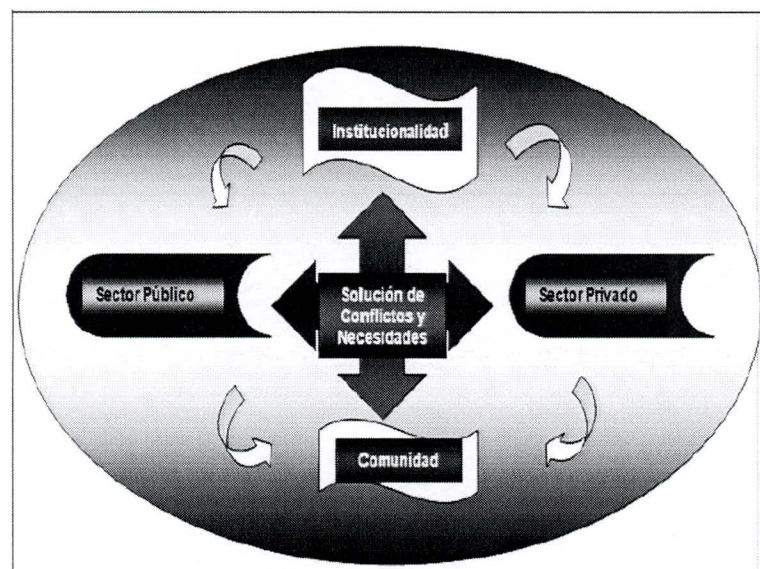 Institucionalidad
Sector Público
Solución de
Conflictos y
Necesidades
Sector Privado
Comunidad